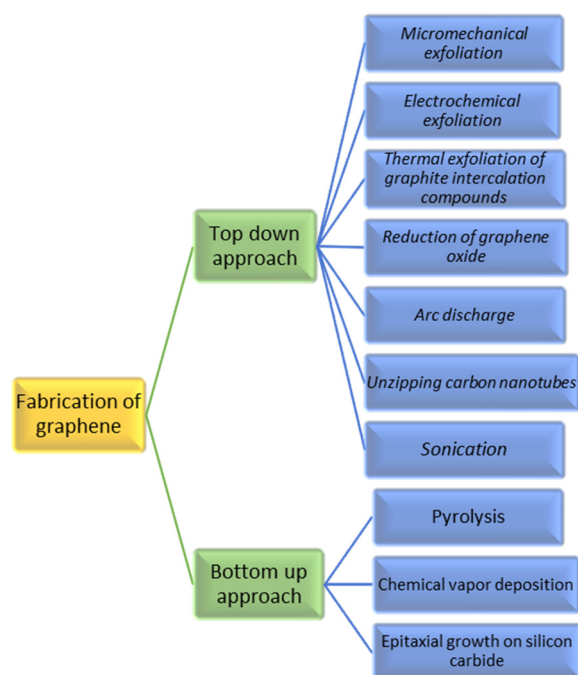 Micromechanical
exfoliation
Electrochemical
exfoliation
Thermal exfoliation of
graphite intercalation
compounds
Top down
approach
Reduction of graphene
oxide
Arc discharge
Unzipping carbon nanotubes
Fabrication of
graphene
Sonication
Pyrolysis
Bottom up
approach
Chemical vapor deposition
Epitaxial growth on silicon
carbide